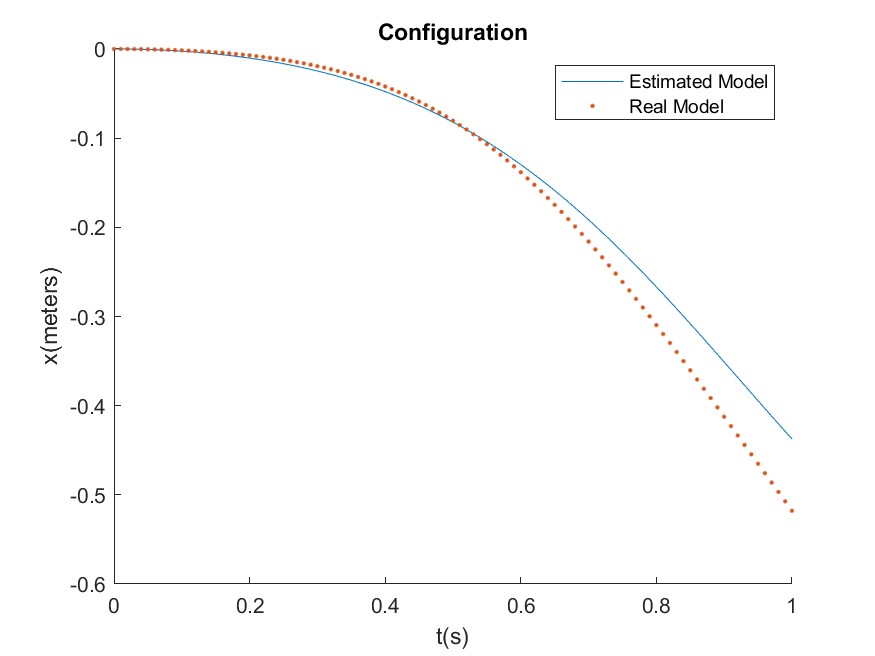 Configuration
Estimated Model
Real Model
0
-0.1
-0.2
-0.3
-0.4
-0.5
-0.6
x(meters)
0 0.2 0.4 0.6 0.8 1
t(s)